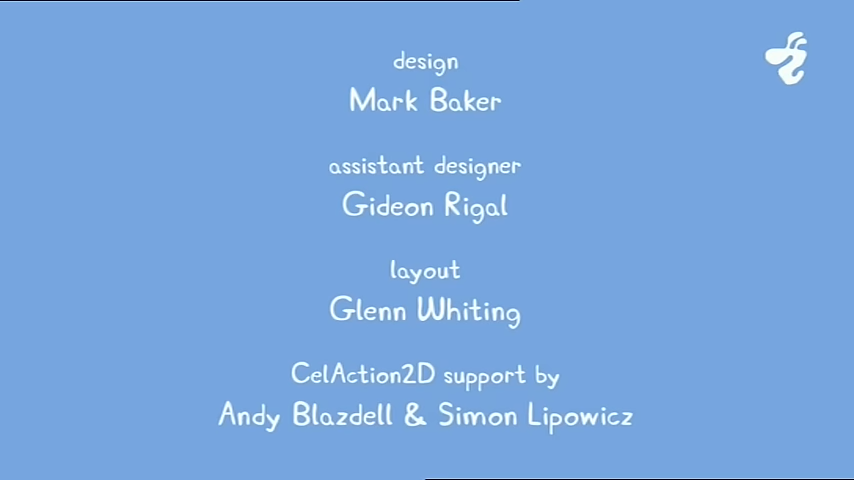 design
Mark Baker
assistant designer
Gideon Rigal
layout
Glenn Whiting
CelAction2D support by
Andy Blazdell & Simon Lipowicz